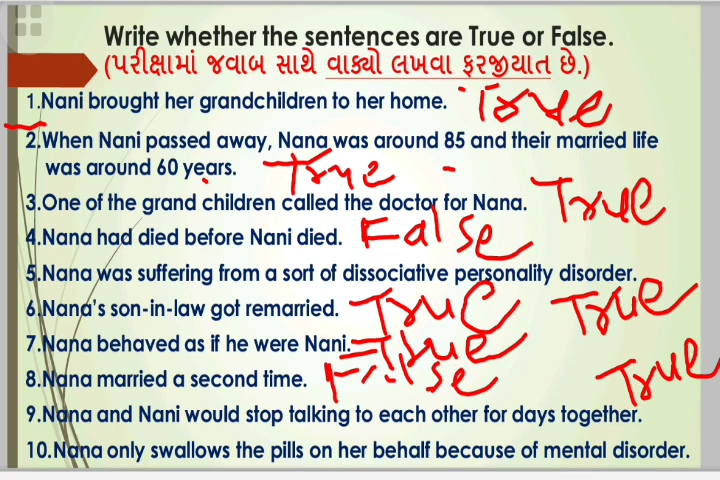 Write whether the sentences are True or False.
(પરીક્ષામાં જવાબ સાથે વાક્યો લખવા ફરજીયાત છે.)
1.Nani brought her grandchildren to her home. True
2.When Nani passed away, Nana was around 85 and their married life
was around 60 years. True
3.One of the grand children called the doctor for Nana. True
4.Nana had died before Nani died. False
5.Nana was suffering from a sort of dissociative personality disorder.
6.Nana's son-in-law got remarried. True True
7.Nana behaved as if he were Nani. True
8.Nana married a second time. False True
9.Nana and Nani would stop talking to each other for days together.
10.Nana only swallows the pills on her behalf because of mental disorder.